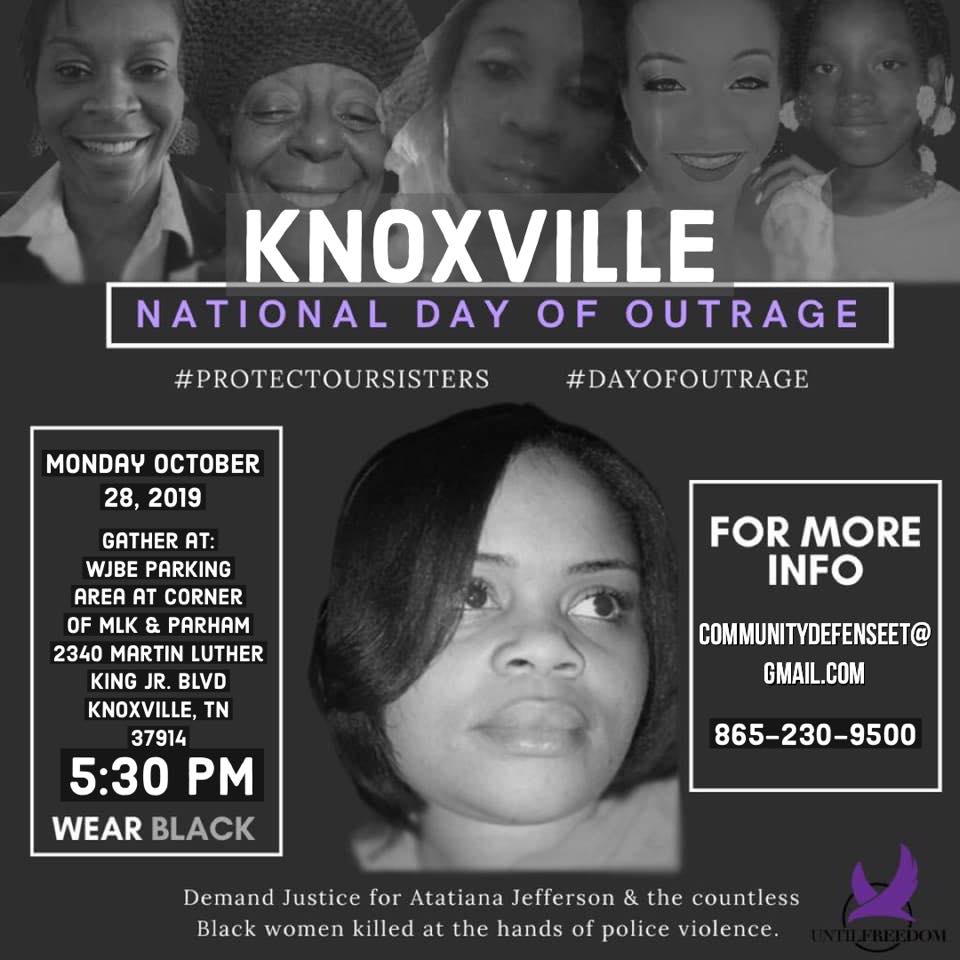 KNOXVILLE
NATIONAL DAY OF OUTRAGE
#PROTECTOURSISTERS #DAYOFOUTRAGE
MONDAY OCTOBER
28, 2019
GATHER AT:
WJBE PARKING
AREA AT CORNER
OF MLK & PARHAM
2340 MARTIN LUTHER
KING JR. BLVD
KNOXVILLE, TN
37914
5:30 PM
WEAR BLACK
FOR MORE
INFO
COMMUNITYDEFENSEET@
GMAIL.COM
865-230-9500
Demand Justice for Atatiana Jefferson & the countless
Black women killed at the hands of police violence.
UNTILFREEDOM